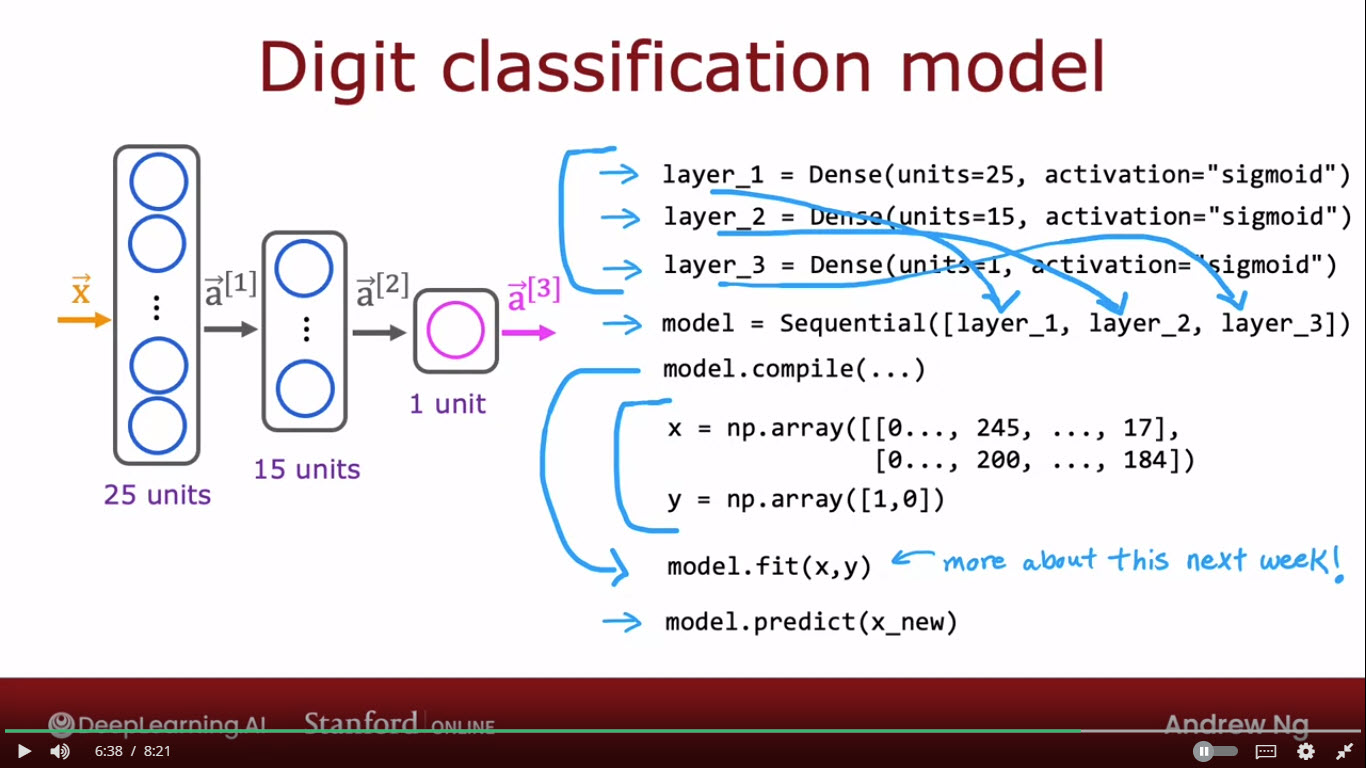 Digit classification model
x⃗
a⃗[1]
a⃗[2]
a⃗[3]
25 units
15 units
1 unit
layer_1 = Dense(units=25, activation="sigmoid")
layer_2 = Dense(units=15, activation="sigmoid")
layer_3 = Dense(units=1, activation="sigmoid")
model = Sequential([layer_1, layer_2, layer_3])
model.compile(...)
x = np.array([[0..., 245, ..., 17],
[0..., 200, ..., 184])
y = np.array([1,0])
model.fit(x,y) ← more about this next week!
model.predict(x_new)
DeepLearning.AI Stanford ONLINE Andrew Ng
6:38 / 8:21